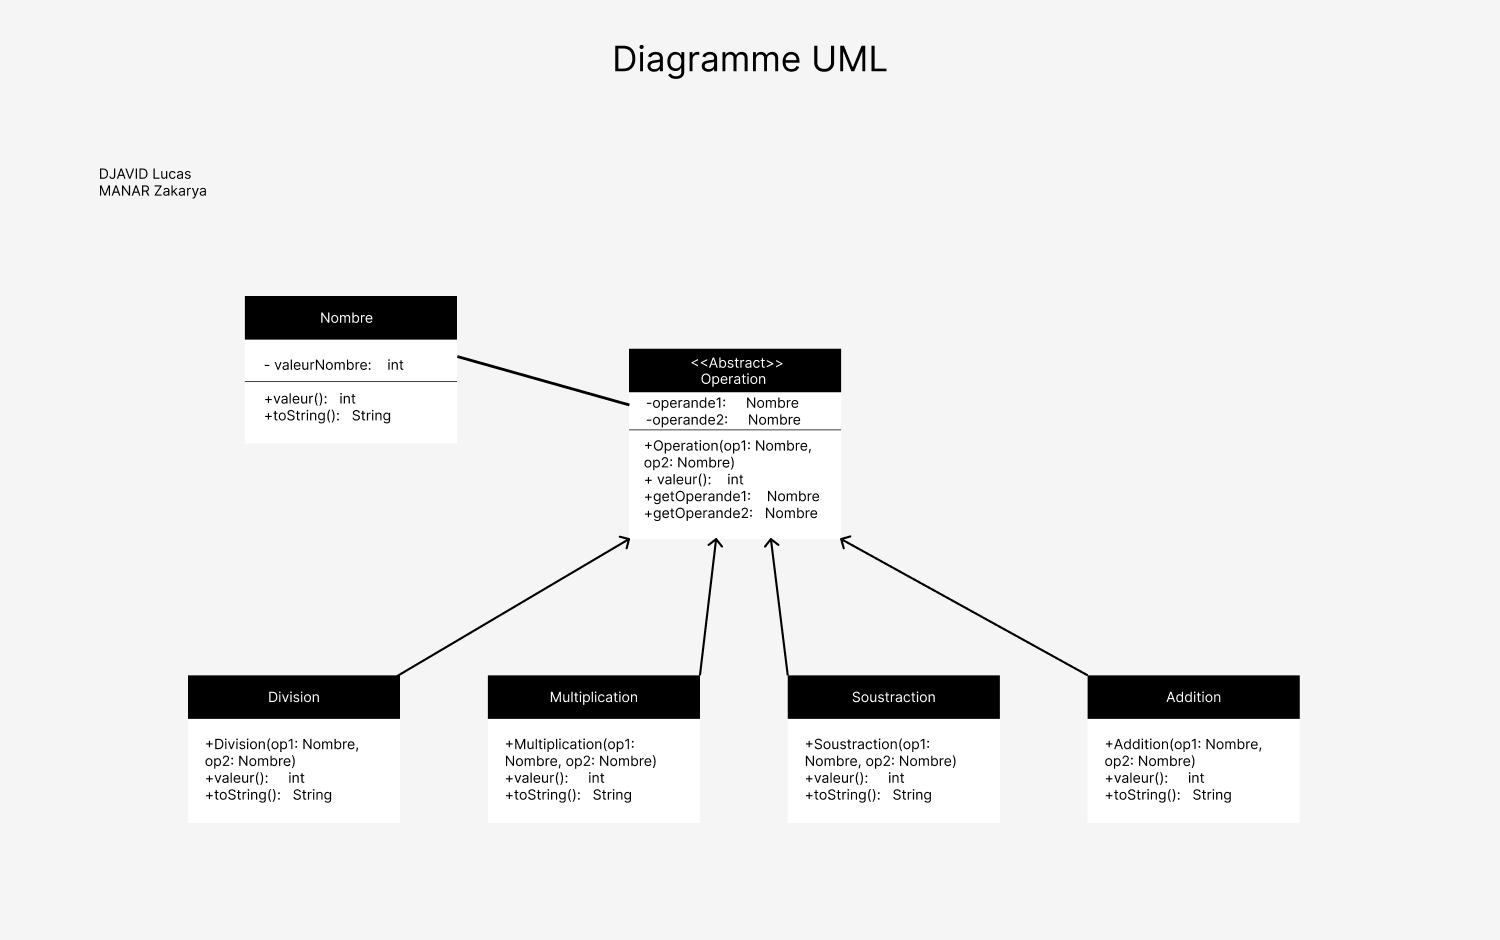 Diagramme UML
DJAVID Lucas
MANAR Zakarya
Nombre
- valeurNombre: int
+valeur(): int
+toString(): String
<<Abstract>>
Operation
-operande1: Nombre
-operande2: Nombre
+Operation(op1: Nombre,
op2: Nombre)
+ valeur(): int
+getOperande1: Nombre
+getOperande2: Nombre
Division
+Division(op1: Nombre,
op2: Nombre)
+valeur(): int
+toString(): String
Multiplication
+Multiplication(op1:
Nombre, op2: Nombre)
+valeur(): int
+toString(): String
Soustraction
+Soustraction(op1:
Nombre, op2: Nombre)
+valeur(): int
+toString(): String
Addition
+Addition(op1: Nombre,
op2: Nombre)
+valeur(): int
+toString(): String